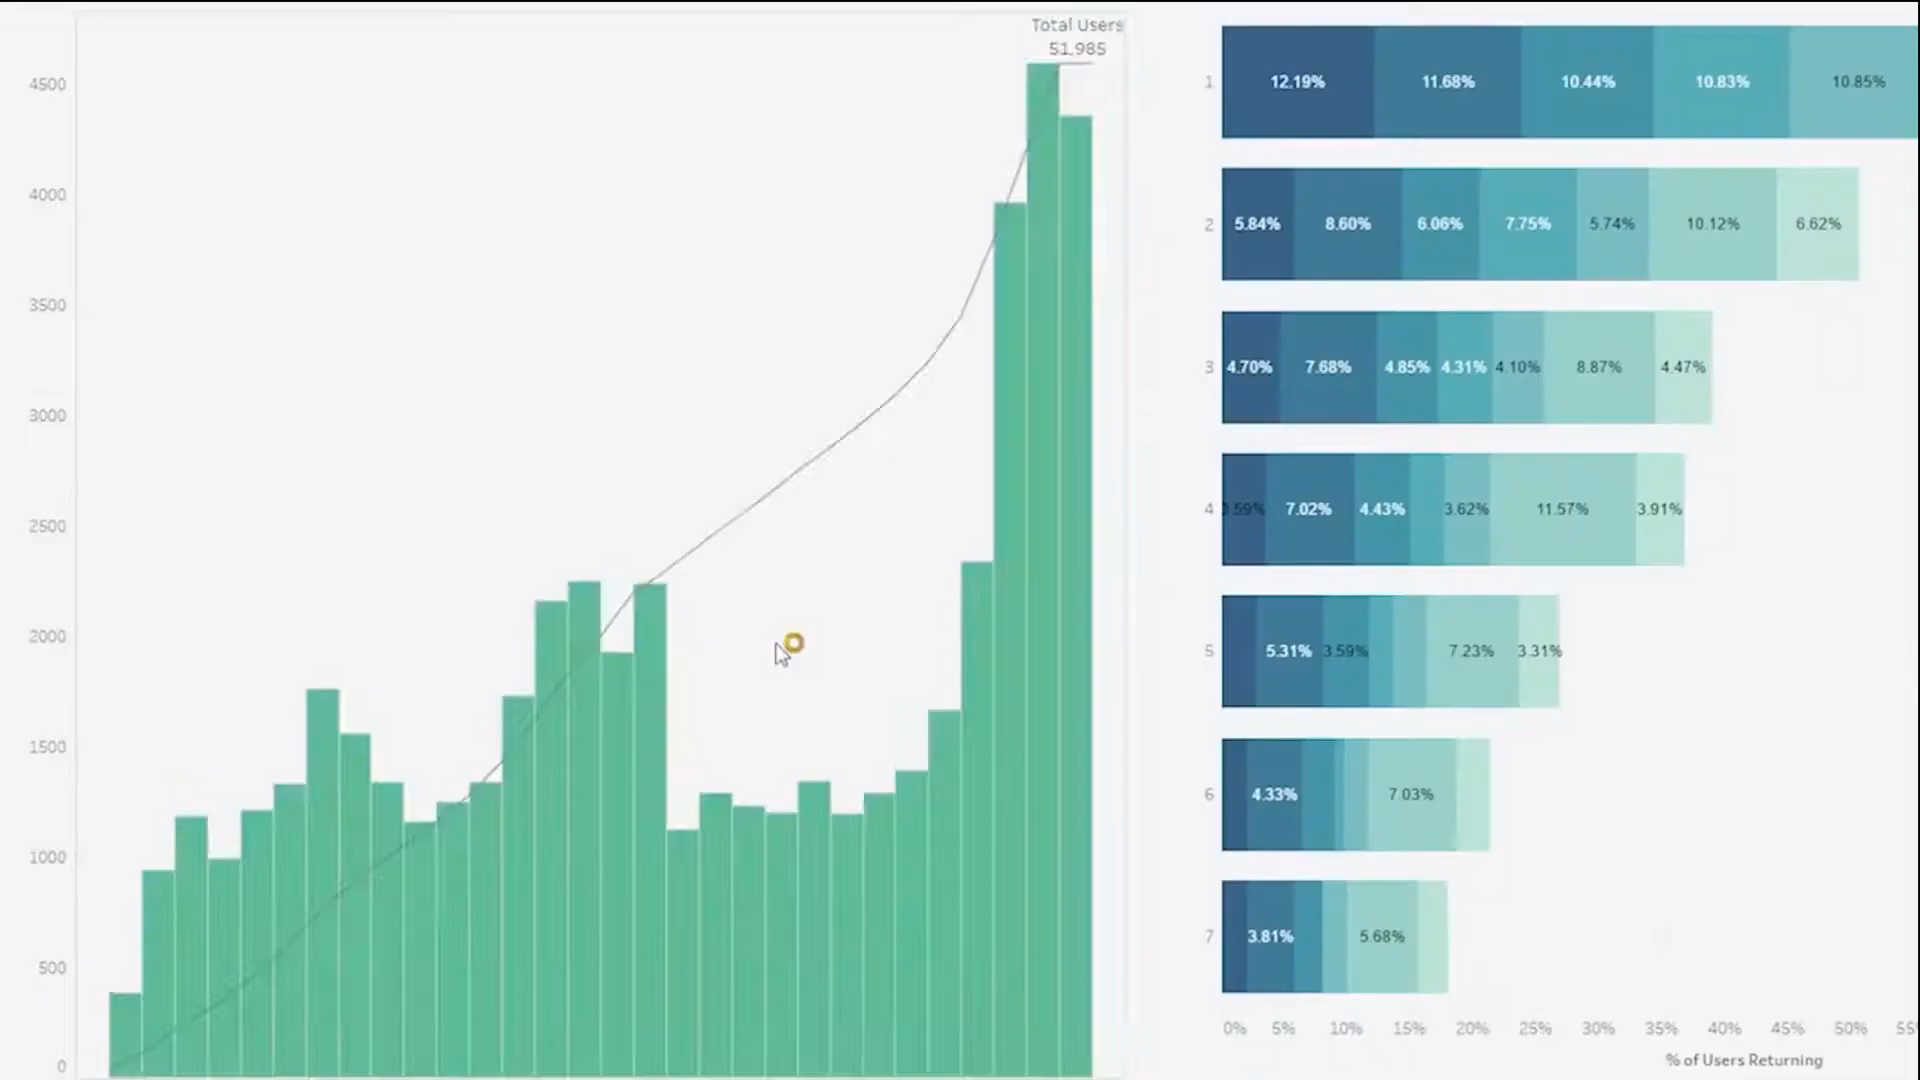 Total Users
51,985
4500
4000
3500
3000
2500
2000
1500
1000
500
0
1 12.19% 11.68% 10.44% 10.83% 10.85%
2 5.84% 8.60% 6.06% 7.75% 5.74% 10.12% 6.62%
3 4.70% 7.68% 4.85% 4.31% 4.10% 8.87% 4.47%
4 7.02% 4.43% 3.62% 11.57% 3.91%
5 5.31% 3.59% 7.23% 3.31%
6 4.33% 7.03%
7 3.81% 5.68%
0% 5% 10% 15% 20% 25% 30% 35% 40% 45% 50%
% of Users Returning